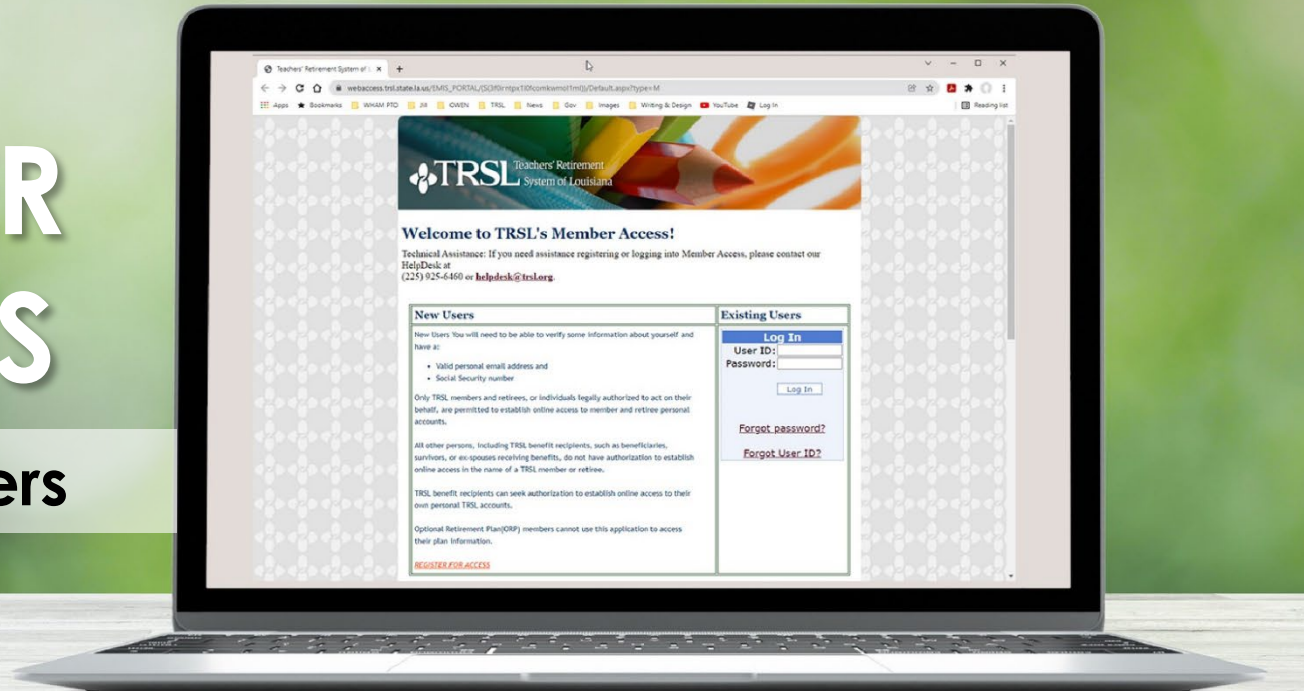 R
S
ers
Teachers' Retirement System of L
webaccess.trsl.state.la.us/EMIS_PORTAL/
/Default.aspx?type=M
Apps Bookmarks WHAM PTO Jill OWEN TRSL News Gov Images Writing & Design YouTube Log In Reading list
TRSL Teachers' Retirement
System of Louisiana
Welcome to TRSL's Member Access!
Technical Assistance: If you need assistance registering or logging into Member Access, please contact our
HelpDesk at
(225) 925-6460 or helpdesk@trsl.org.
New Users
New Users You will need to be able to verify some information about yourself and
have a:
• Valid personal email address and
• Social Security number
Only TRSL members and retirees, or individuals legally authorized to act on their
behalf, are permitted to establish online access to member and retiree personal
accounts.
All other persons, including TRSL benefit recipients, such as beneficiaries,
survivors, or ex-spouses receiving benefits, do not have authorization to establish
online access in the name of a TRSL member or retiree.
TRSL benefit recipients can seek authorization to establish online access to their
own personal TRSL accounts.
Optional Retirement Plan(ORP) members cannot use this application to access
their plan information.
REGISTER FOR ACCESS
Existing Users
Log In
User ID:
Password:
Log In
Forgot password?
Forgot User ID?